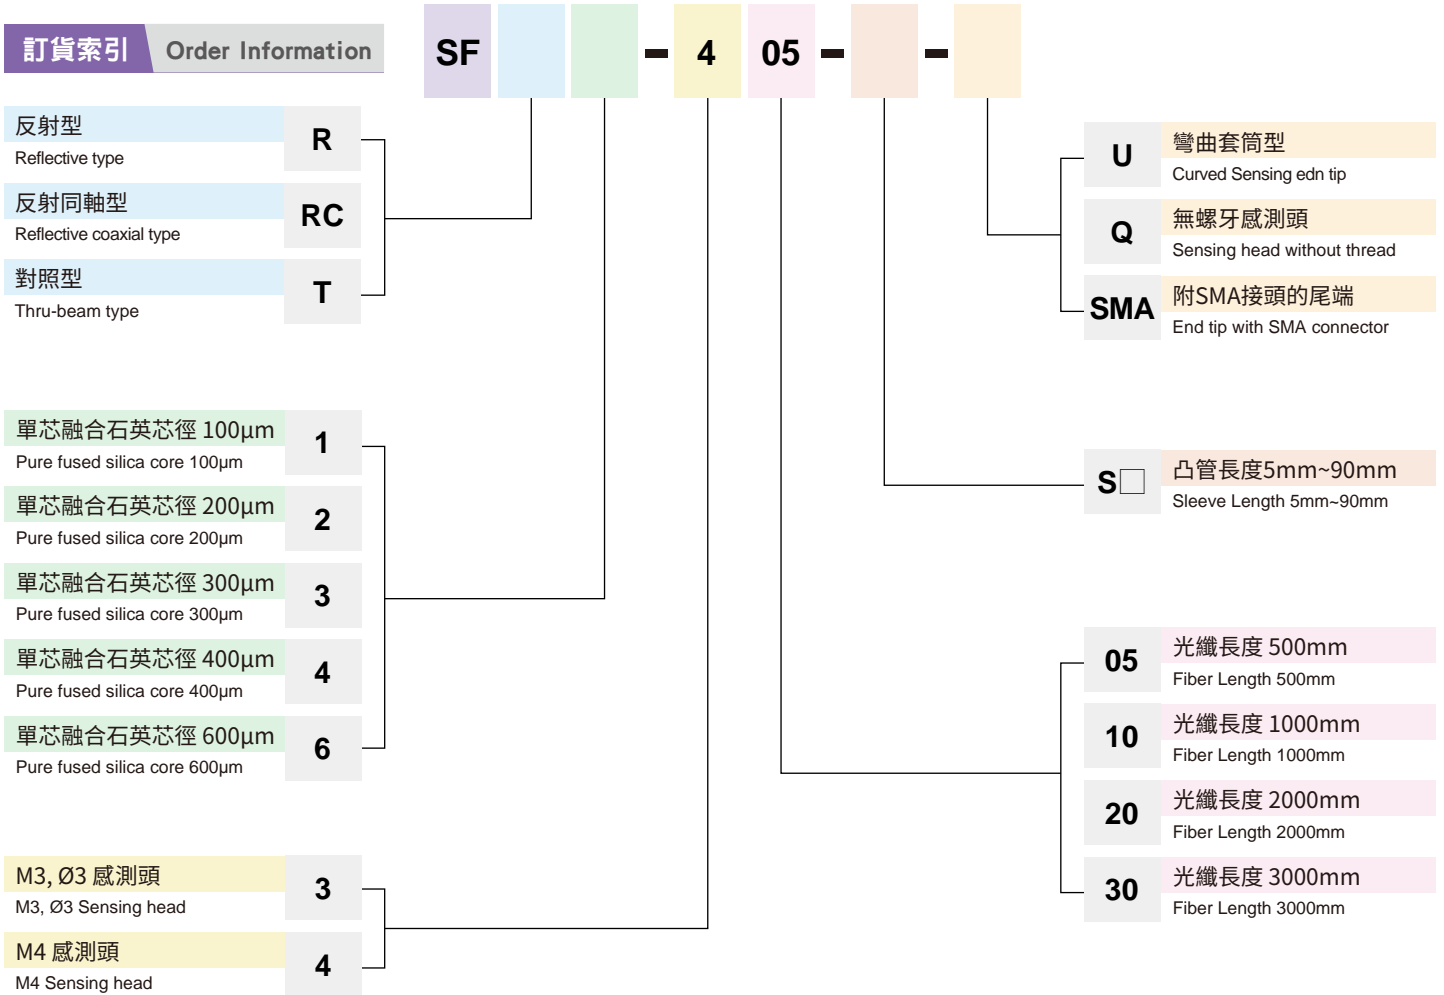 訂貨索引 Order Information
SF - 4 05 - -
反射型
Reflective type
R
反射同軸型
Reflective coaxial type
RC
對照型
Thru-beam type
T
單芯融合石英芯徑 100µm
Pure fused silica core 100µm
1
單芯融合石英芯徑 200µm
Pure fused silica core 200µm
2
單芯融合石英芯徑 300µm
Pure fused silica core 300µm
3
單芯融合石英芯徑 400µm
Pure fused silica core 400µm
4
單芯融合石英芯徑 600µm
Pure fused silica core 600µm
6
M3, Ø3 感測頭
M3, Ø3 Sensing head
3
M4 感測頭
M4 Sensing head
4
U
彎曲套筒型
Curved Sensing edn tip
Q
無螺牙感測頭
Sensing head without thread
SMA
附SMA接頭的尾端
End tip with SMA connector
S□
凸管長度5mm~90mm
Sleeve Length 5mm~90mm
05
光纖長度 500mm
Fiber Length 500mm
10
光纖長度 1000mm
Fiber Length 1000mm
20
光纖長度 2000mm
Fiber Length 2000mm
30
光纖長度 3000mm
Fiber Length 3000mm